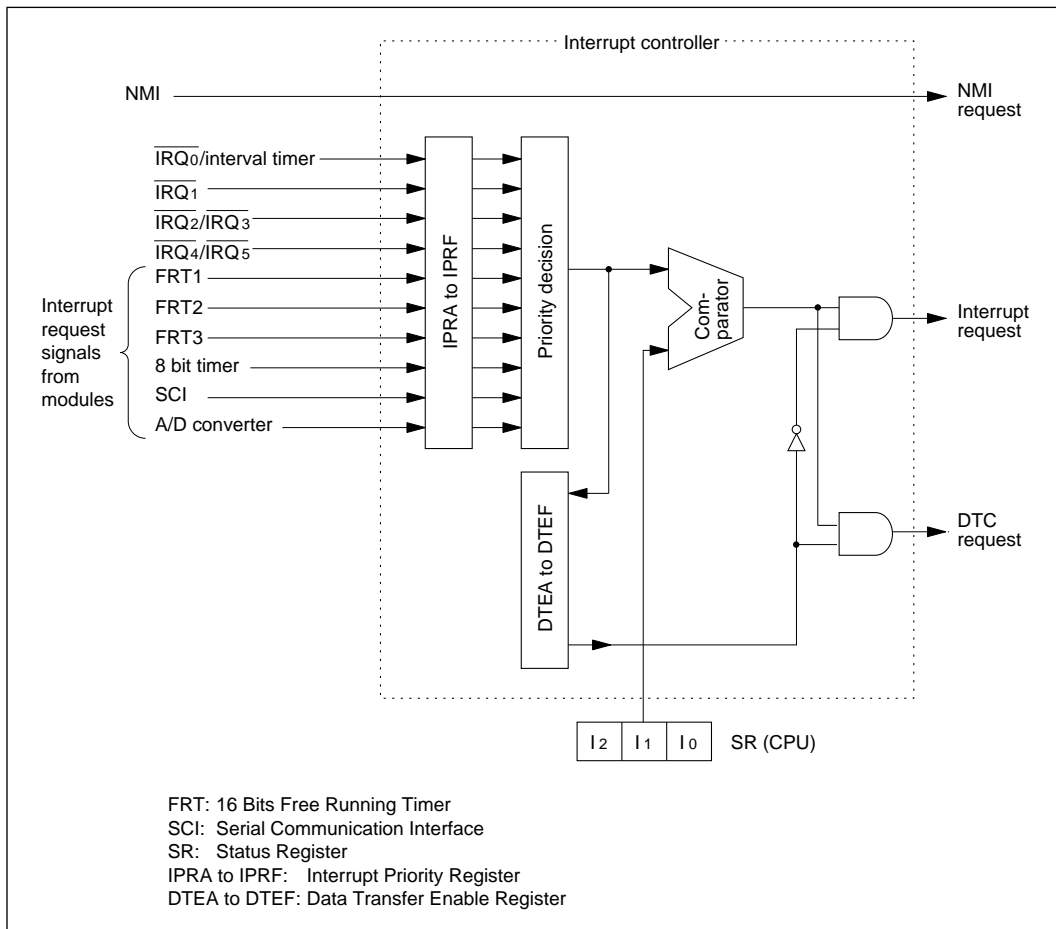 Interrupt controller
NMI
NMI
request
IRQ0/interval timer
IRQ1
IRQ2/IRQ3
IRQ4/IRQ5
FRT1
FRT2
FRT3
8 bit timer
SCI
A/D converter
Interrupt
request
signals
from
modules
IPRA to IPRF
Priority decision
Com-
parator
Interrupt
request
DTEA to DTEF
DTC
request
I2 I1 I0 SR (CPU)
FRT: 16 Bits Free Running Timer
SCI: Serial Communication Interface
SR: Status Register
IPRA to IPRF: Interrupt Priority Register
DTEA to DTEF: Data Transfer Enable Register